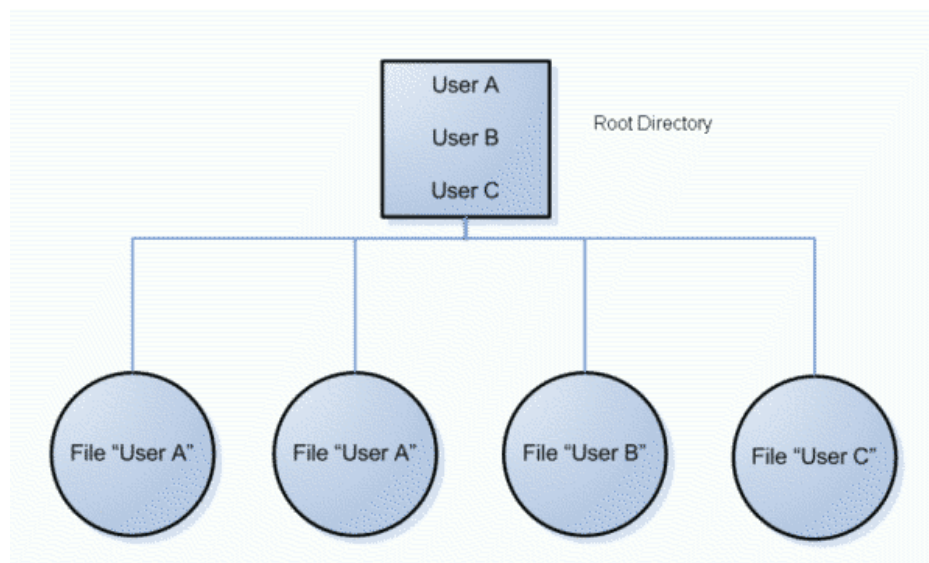 User A
User B
User C
Root Directory
File “User A”
File “User A”
File “User B”
File “User C”